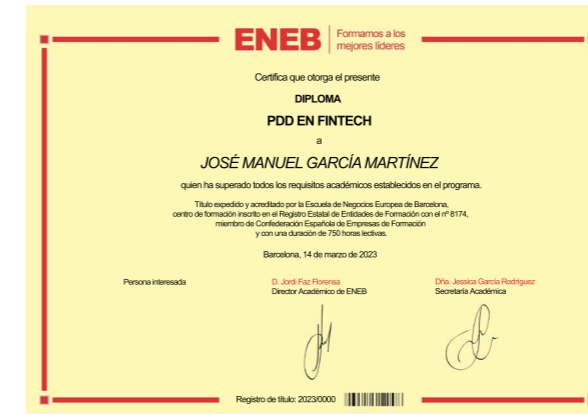 ENEB
Formamos a los
mejores líderes
Certifica que otorga el presente
DIPLOMA
PDD EN FINTECH
a
JOSÉ MANUEL GARCÍA MARTÍNEZ
quien ha superado todos los requisitos académicos establecidos en el programa.
Título expedido y acreditado por la Escuela de Negocios Europea de Barcelona,
centro de formación inscrito en el Registro Estatal de Entidades de Formación con el nº 8174,
miembro de Confederación Española de Empresas de Formación
y con una duración de 750 horas lectivas.
Barcelona, 14 de marzo de 2023
Persona interesada
D. Jordi Faz Florensa
Director Académico de ENEB
Dña. Jessica García Rodríguez
Secretaría Académica
Registro de título: 2023/0000